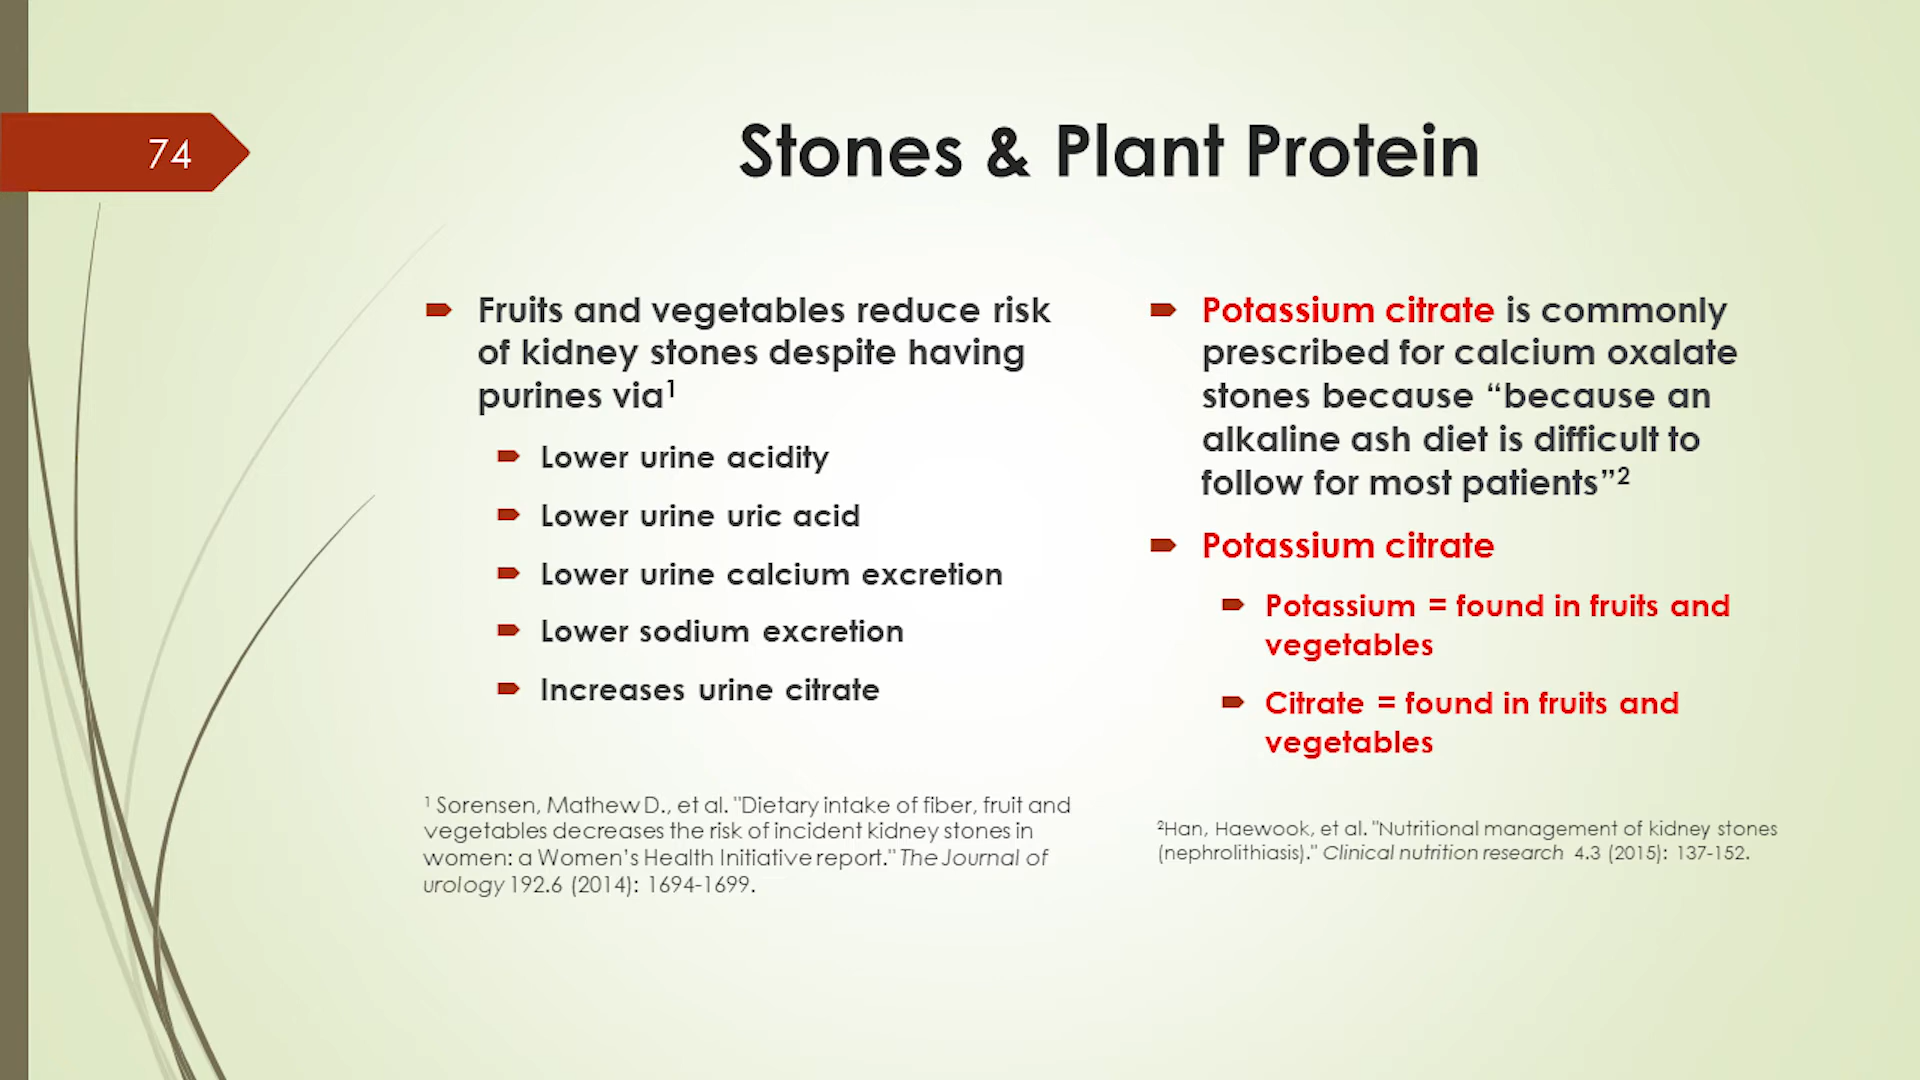 74
Stones & Plant Protein
Fruits and vegetables reduce risk
of kidney stones despite having
purines via¹
Lower urine acidity
Lower urine uric acid
Lower urine calcium excretion
Lower sodium excretion
Increases urine citrate
¹ Sorensen, Mathew D., et al. "Dietary intake of fiber, fruit and
vegetables decreases the risk of incident kidney stones in
women: a Women's Health Initiative report." The Journal of
urology 192.6 (2014): 1694-1699.
Potassium citrate is commonly
prescribed for calcium oxalate
stones because “because an
alkaline ash diet is difficult to
follow for most patients”²
Potassium citrate
Potassium = found in fruits and
vegetables
Citrate = found in fruits and
vegetables
²Han, Haewook, et al. "Nutritional management of kidney stones
(nephrolithiasis)." Clinical nutrition research 4.3 (2015): 137-152.